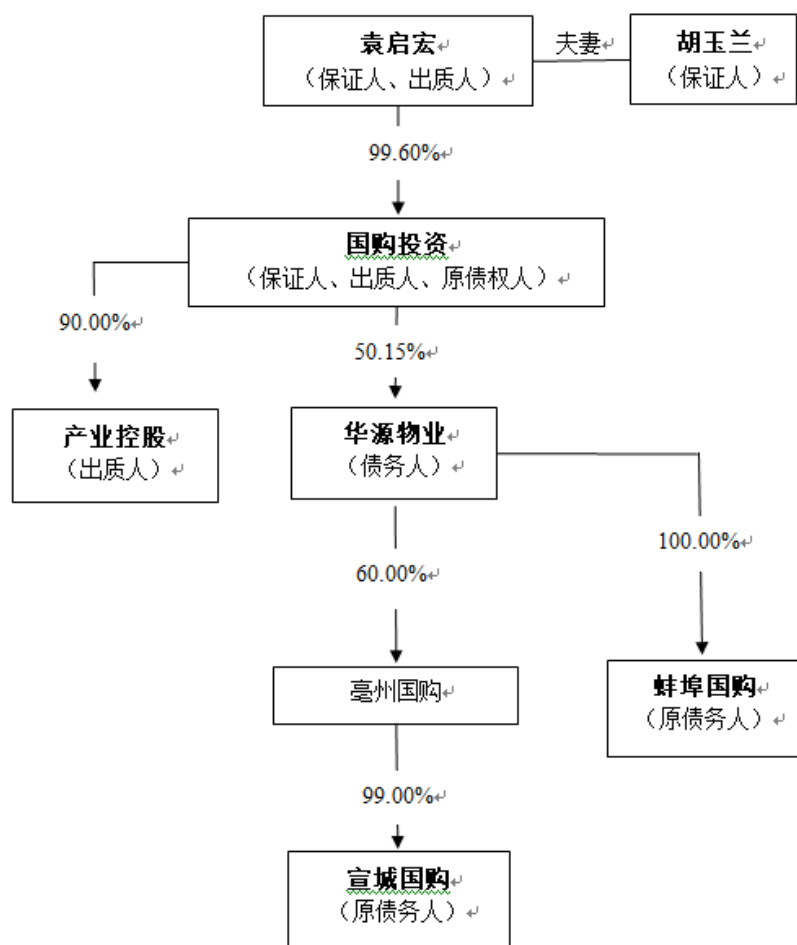 袁启宏
（保证人、出质人）
夫妻
胡玉兰
（保证人）
99.60%
国购投资
（保证人、出质人、原债权人）
90.00%
50.15%
产业控股
（出质人）
华源物业
（债务人）
60.00%
100.00%
亳州国购
蚌埠国购
（原债务人）
99.00%
宣城国购
（原债务人）